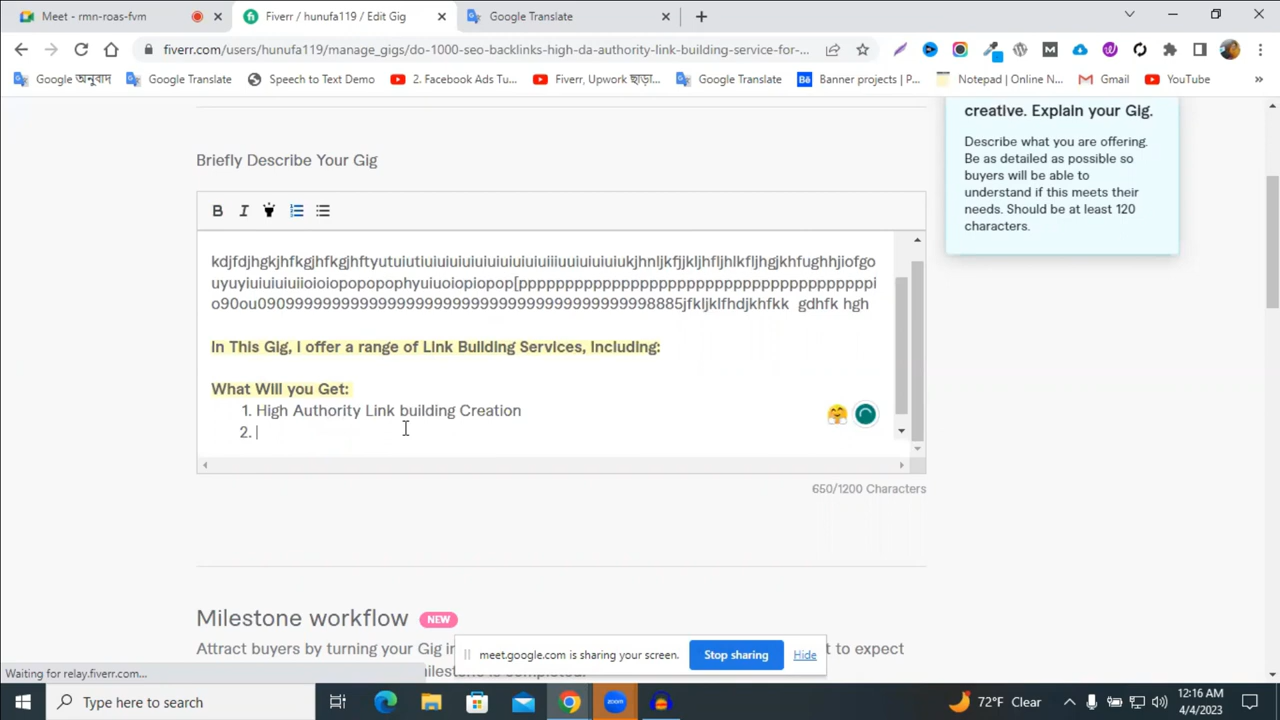 Meet - rmn-roas-fvm
Fiverr / hunufa119 / Edit Gig
Google Translate
fiverr.com/users/hunufa119/manage_gigs/do-1000-seo-backlinks-high-da-authority-link-building-service-for-...
Google অনুবাদ
Google Translate
Speech to Text Demo
2. Facebook Ads Tu...
Fiverr, Upwork ছাড়া...
Google Translate
Banner projects | P...
Notepad | Online N...
Gmail
YouTube
»
creative. Explain your Gig.
Describe what you are offering.
Be as detailed as possible so
buyers will be able to
understand if this meets their
needs. Should be at least 120
characters.
Briefly Describe Your Gig
B I
In This Gig, I offer a range of Link Building Services, Including:
What Will you Get:
1. High Authority Link building Creation
2.
650/1200 Characters
Milestone workflow NEW
Attract buyers by turning your Gig in
t to expect
meet.google.com is sharing your screen.
Stop sharing
Hide
Waiting for relay.fiverr.com...
Type here to search
72°F Clear
12:16 AM
4/4/2023